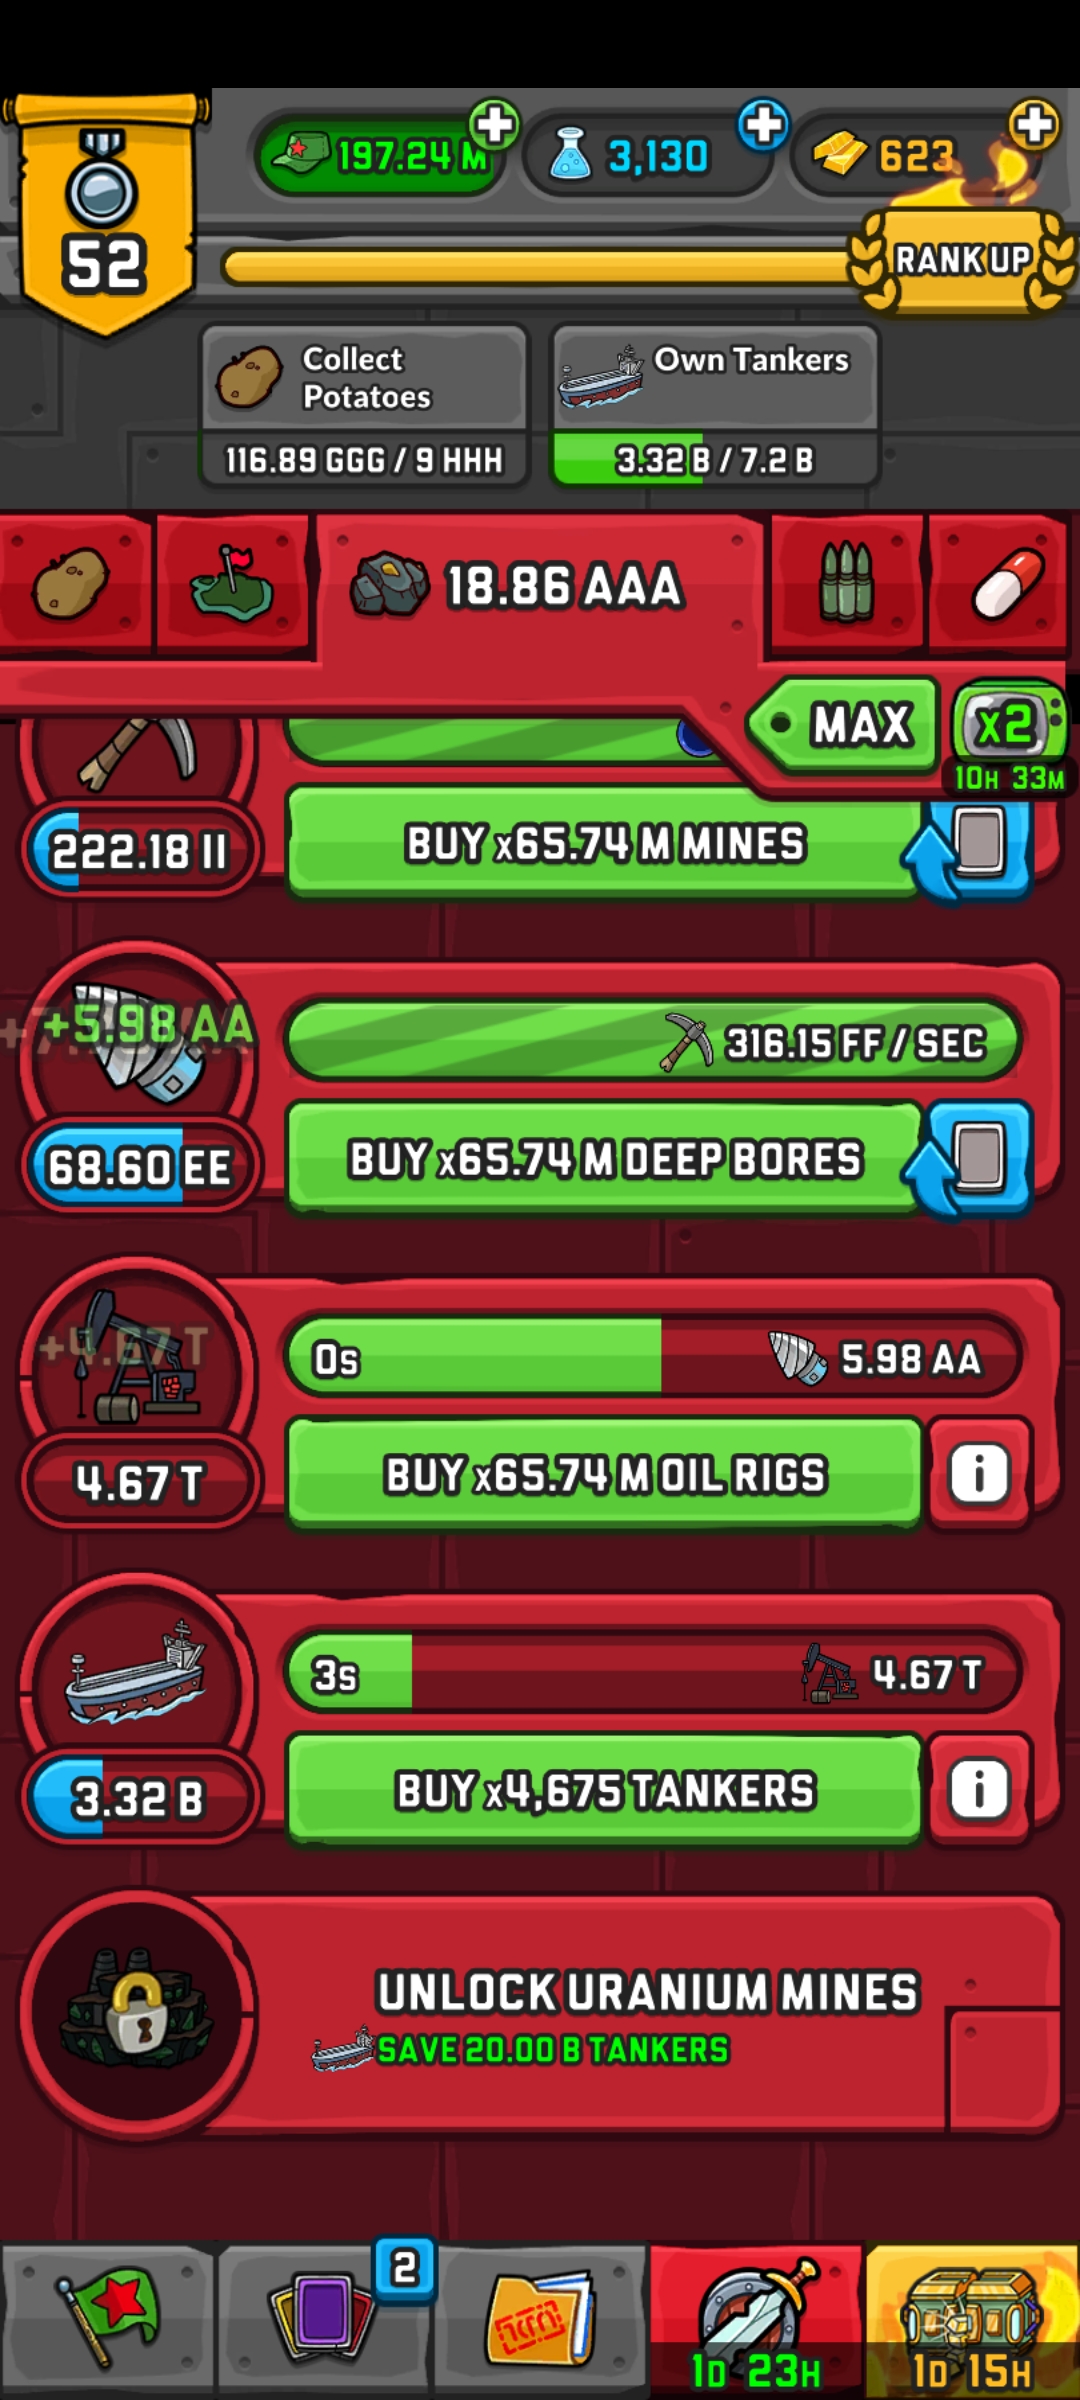 197.24 M
3,130
623
52
RANK UP
Collect
Potatoes
Own Tankers
116.89 GGG / 9 HHH
3.32 B / 7.2 B
18.86 AAA
MAX
X2
10H 33M
222.18 II
BUY x65.74 M MINES
+5.98 AA
316.15 FF / SEC
68.60 EE
BUY x65.74 M DEEP BORES
+4.67 T
0s
5.98 AA
4.67 T
BUY x65.74 M OIL RIGS
i
3s
4.67 T
3.32 B
BUY x4,675 TANKERS
i
UNLOCK URANIUM MINES
SAVE 20.00 B TANKERS
2
1D 23H
1D 15H